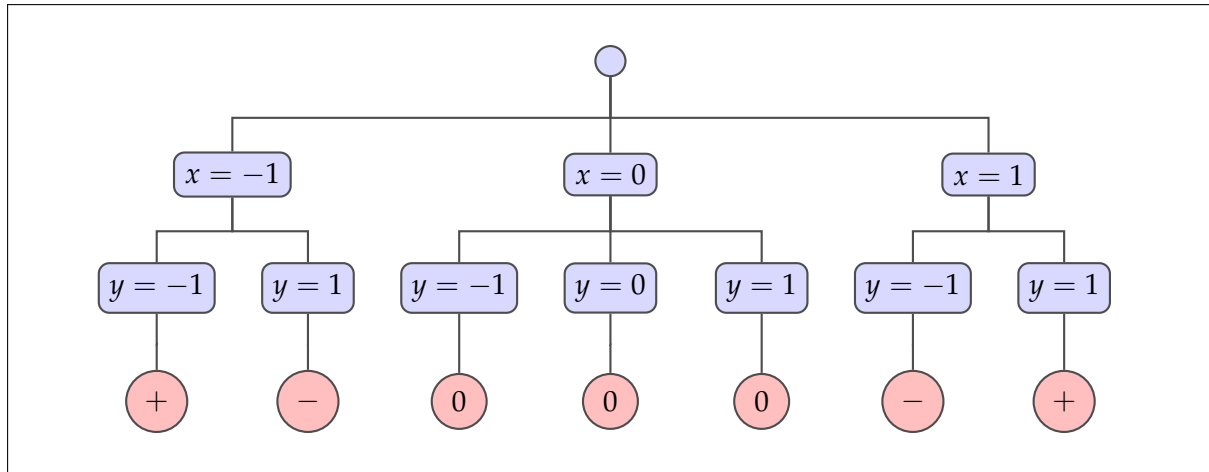 x = −1 x = 0 x = 1
y = −1 y = 1 y = −1 y = 0 y = 1 y = −1 y = 1
+ − 0 0 0 − +